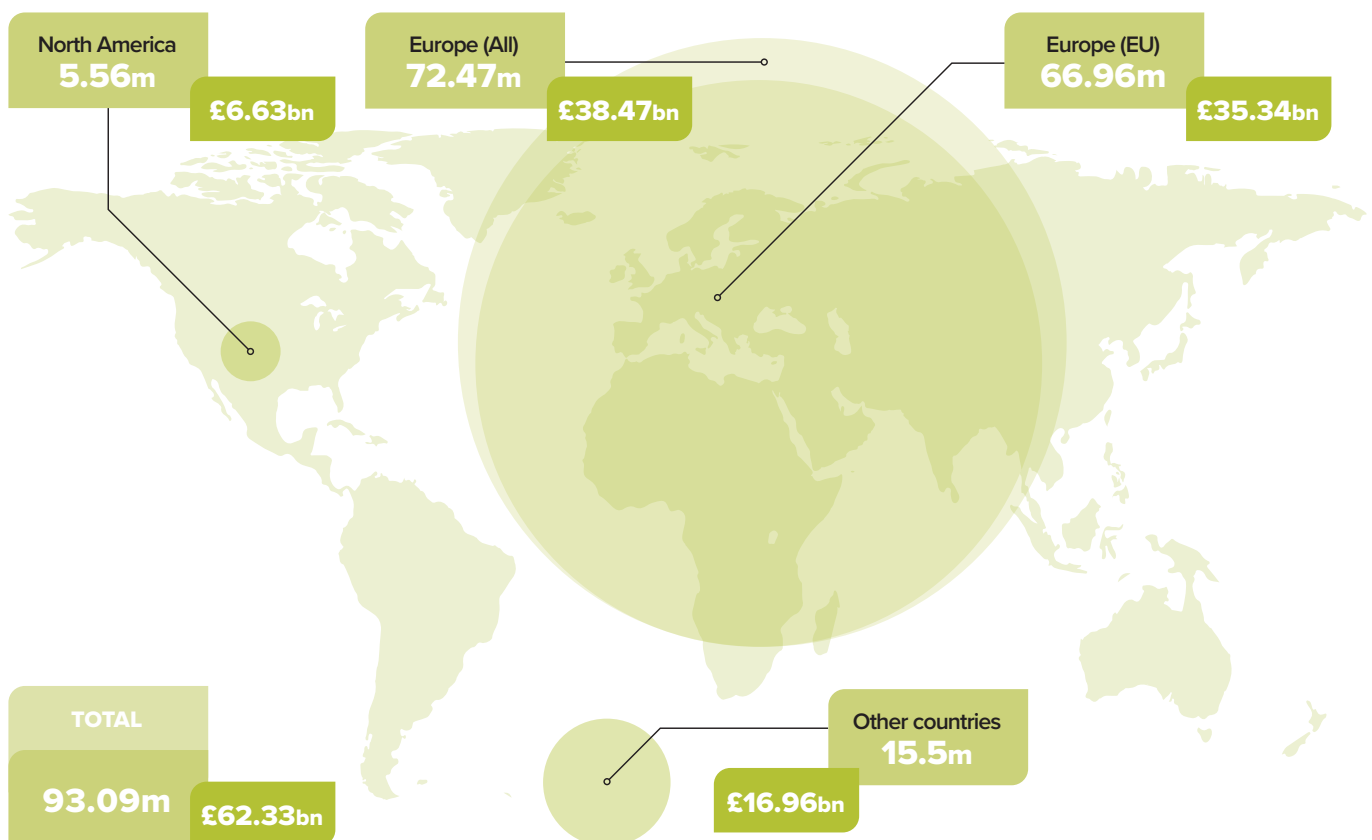 North America
5.56m
£6.63bn
Europe (All)
72.47m
£38.47bn
Europe (EU)
66.96m
£35.34bn
TOTAL
93.09m
£62.33bn
Other countries
15.5m
£16.96bn